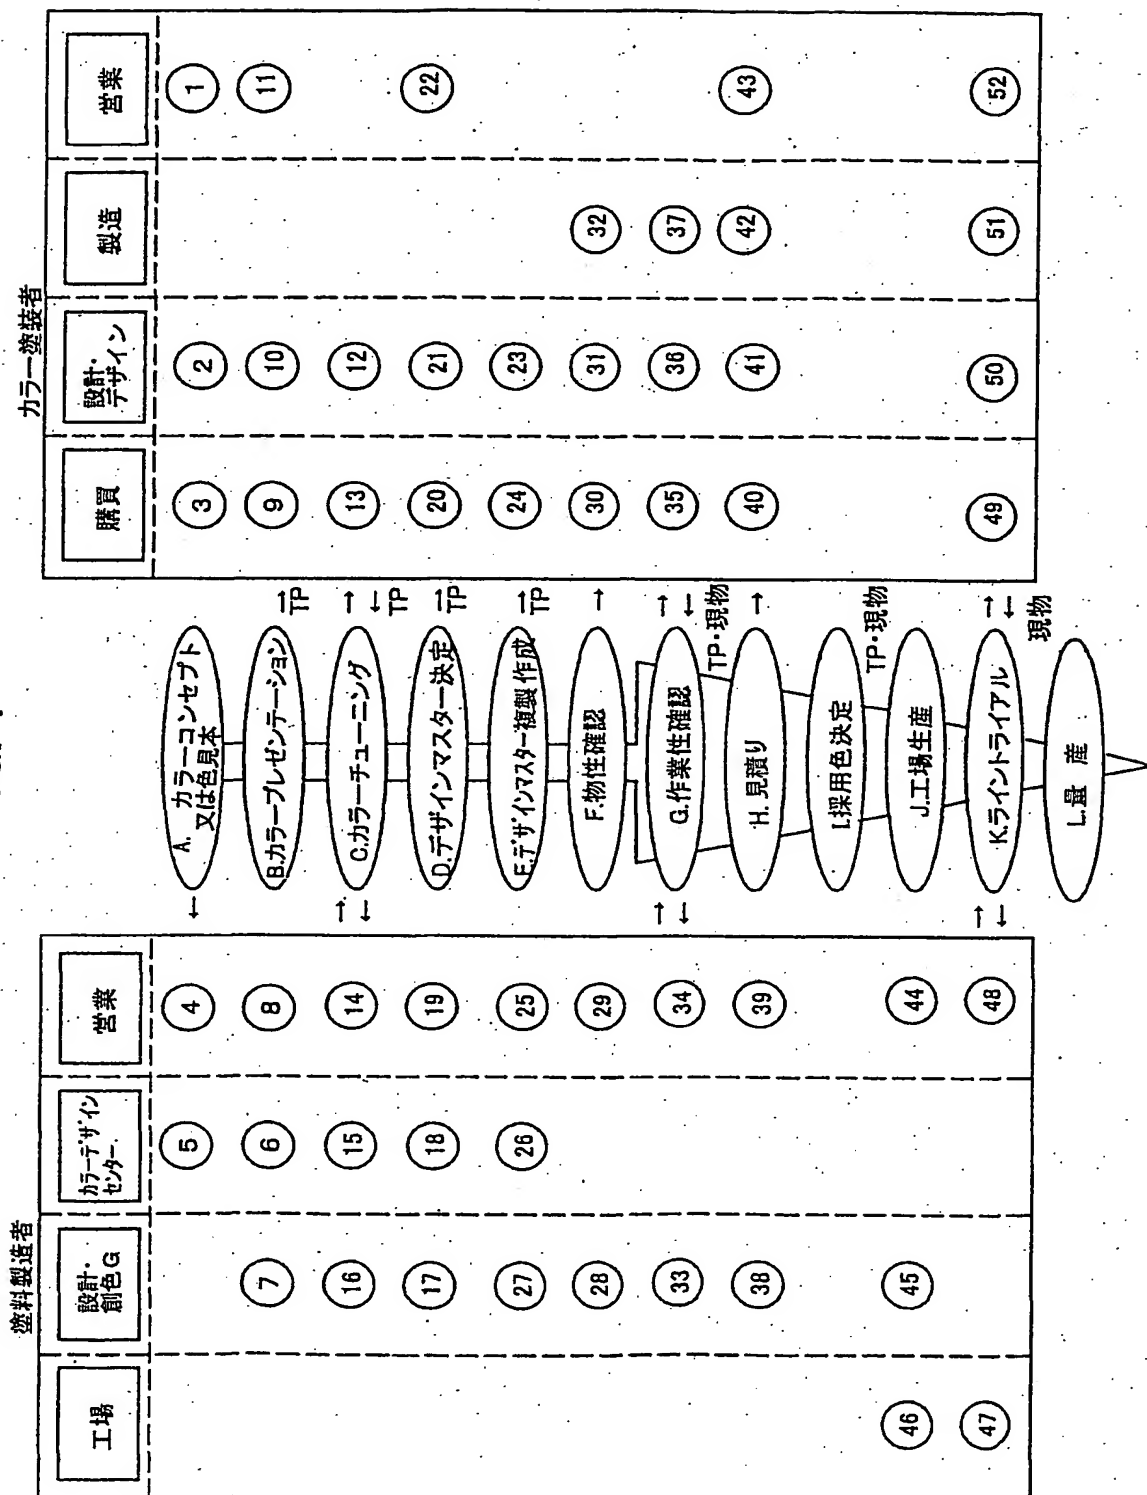 塗料製造者
工場
設計・
創色G
カラーデザイン
センター
営業
カラー塗装者
購買
設計・
デザイン
製造
営業
A. カラーコンセプト
又は色見本
←
5 4 3 2 1
B.カラープレゼンテーション
→
TP
7 6 8 9 10 11
C.カラーチューニング
→
←
→
←
TP
16 15 14 13 12
D.デザインマスター決定
→
TP
17 18 19 20 21 22
E.デザインマスター複製作成
→
TP
27 26 25 24 23
F.物性確認
→
28 29 30 31 32
G.作業性確認
→
←
→
←
TP・現物
33 34 35 36 37
H.見積り
→
38 39 40 41 42 43
I.採用色決定
TP・現物
J.工場生産
46 45 44
K.ライントライアル
→
←
→
←
現物
47 48 49 50 51 52
L.量産